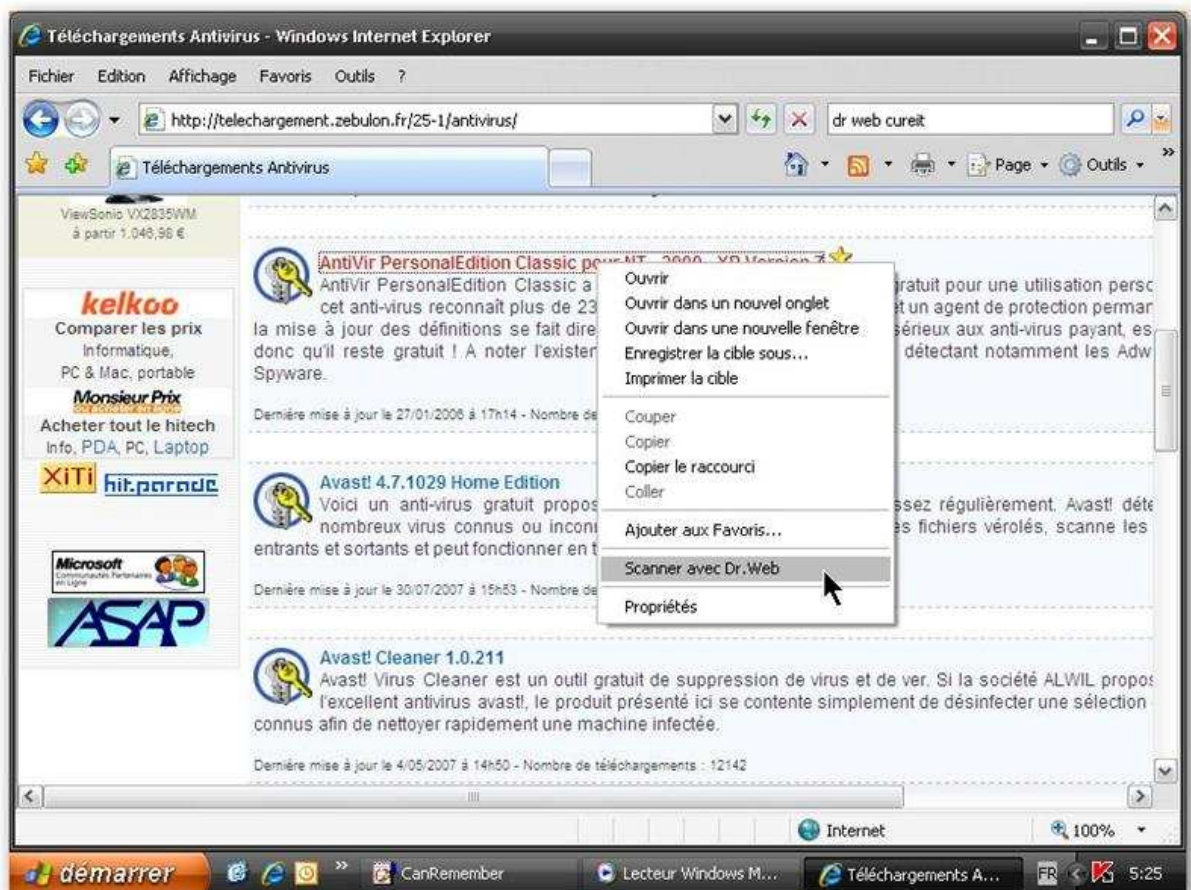 Téléchargements Antivirus - Windows Internet Explorer
Fichier Edition Affichage Favoris Outils ?
http://telechargement.zebulon.fr/25-1/antivirus/
dr web cureit
Téléchargements Antivirus
Page
Outils
ViewSonic VX2835WM
à partir 1.046,98 €
kelkoo
Comparer les prix
Informatique,
PC & Mac, portable
Monsieur Prix
Acheter tout le hitech
Info, PDA, PC, Laptop
XiTi hit.parade
Microsoft
Communautés Partenaires
en Ligne
ASAP
AntiVir PersonalEdition Classic pour NT - 2000 - XP Version 7
AntiVir PersonalEdition Classic a
ratuit pour une utilisation perso
cet anti-virus reconnaît plus de 23
et un agent de protection perma
la mise à jour des définitions se fait dire
sérieux aux anti-virus payant, es
donc qu'il reste gratuit ! A noter l'existen
détectant notamment les Adw
Spyware.
Dernière mise à jour le 27/01/2006 à 17h14 - Nombre de
Ouvrir
Ouvrir dans un nouvel onglet
Ouvrir dans une nouvelle fenêtre
Enregistrer la cible sous...
Imprimer la cible
Couper
Copier
Copier le raccourci
Coller
Ajouter aux Favoris...
Scanner avec Dr.Web
Propriétés
Avast! 4.7.1029 Home Edition
Voici un anti-virus gratuit propos
ssez régulièrement. Avast! déte
nombreux virus connus ou incon
s fichiers vérolés, scanne les
entrants et sortants et peut fonctionner en t
Dernière mise à jour le 30/07/2007 à 15h53 - Nombre de
Avast! Cleaner 1.0.211
Avast! Virus Cleaner est un outil gratuit de suppression de virus et de ver. Si la société ALWIL propos
l'excellent antivirus avast!, le produit présenté ici se contente simplement de désinfecter une sélection
connus afin de nettoyer rapidement une machine infectée.
Dernière mise à jour le 4/05/2007 à 14h50 - Nombre de téléchargements : 12142
Internet
100%
démarrer
CanRemember
Lecteur Windows M...
Téléchargements A...
FR
5:25